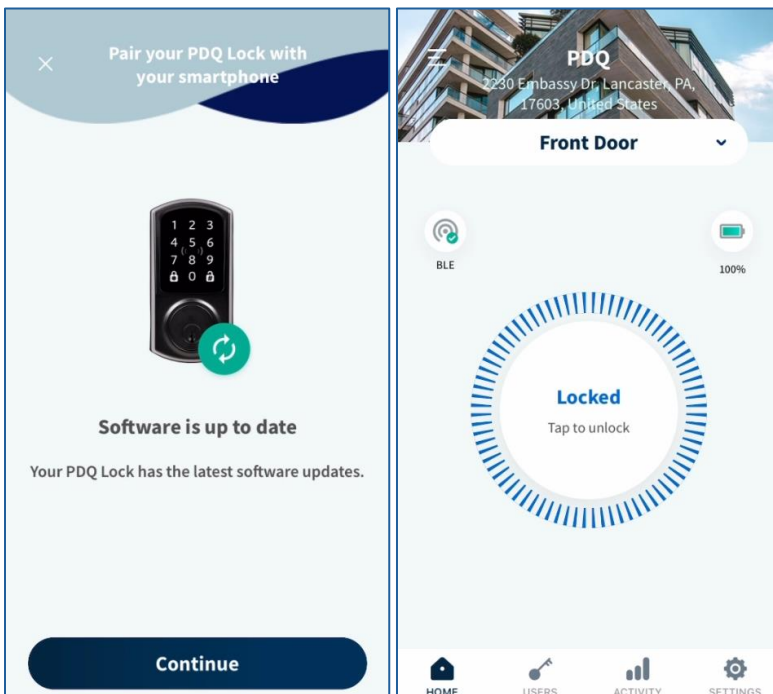 Pair your PDQ Lock with
your smartphone
1 2 3
4 5 6
7 8 9
0
Software is up to date
Your PDQ Lock has the latest software updates.
Continue
PDQ
2230 Embassy Dr, Lancaster, PA,
17603, United States
Front Door
BLE
100%
Locked
Tap to unlock
HOME
USERS
ACTIVITY
SETTINGS